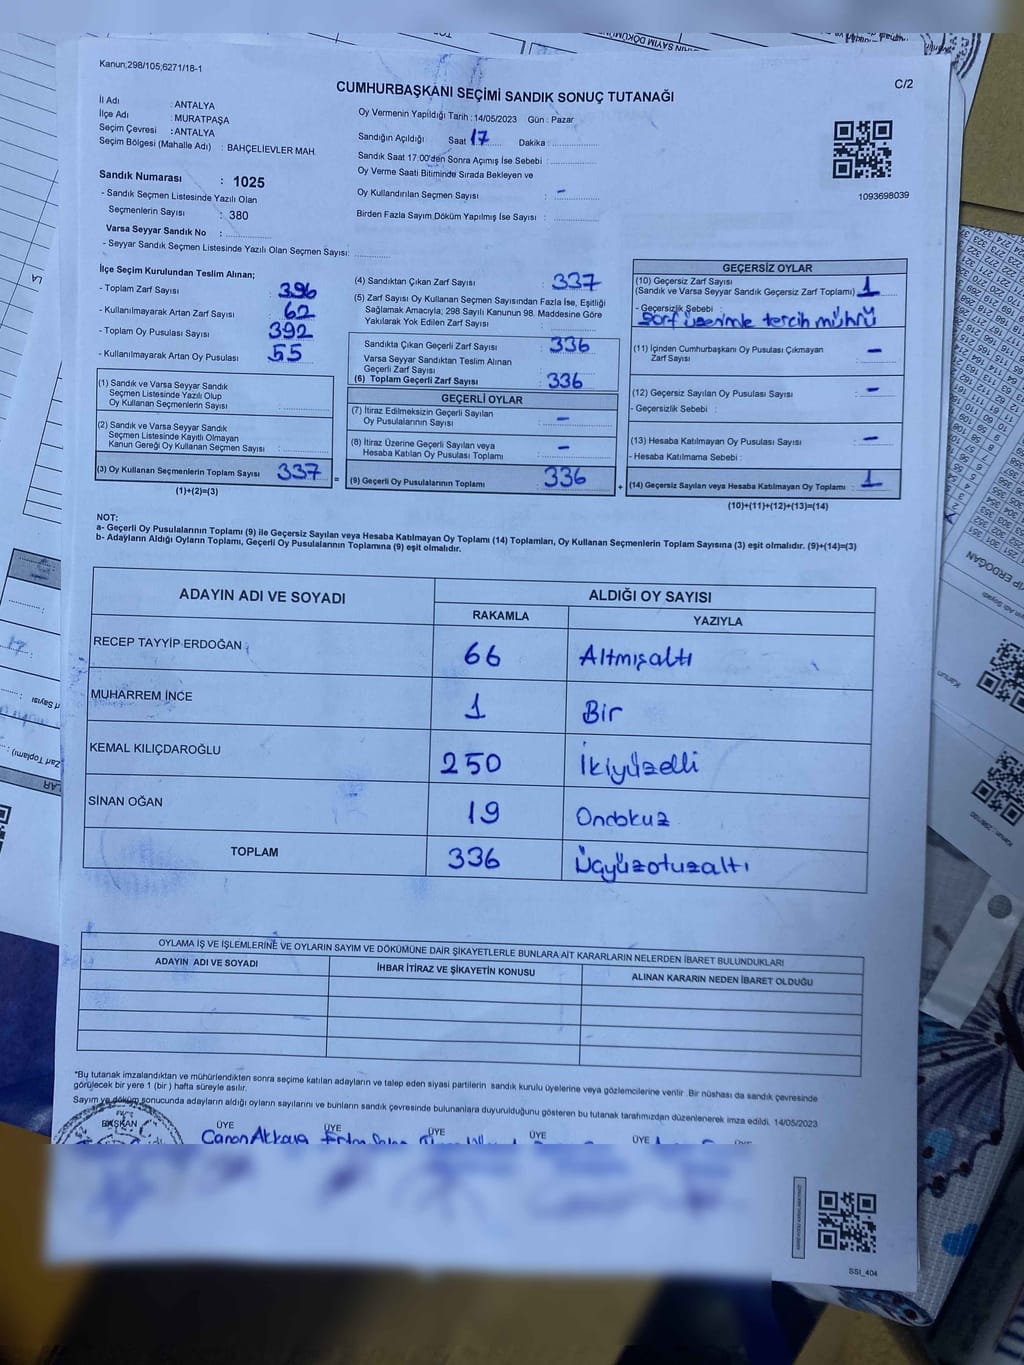 Kanun;298/105;6271/18-1
CUMHURBAŞKANI SEÇİMİ SANDIK SONUÇ TUTANAĞI
C/2
İl Adı : ANTALYA
İlçe Adı : MURATPAŞA
Seçim Çevresi : ANTALYA
Seçim Bölgesi (Mahalle Adı) : BAHÇELİEVLER MAH.
Sandık Numarası : 1025
- Sandık Seçmen Listesinde Yazılı Olan
Seçmenlerin Sayısı : 380
Varsa Seyyar Sandık No :
- Seyyar Sandık Seçmen Listesinde Yazılı Olan Seçmen Sayısı:
Oy Vermenin Yapıldığı Tarih : 14/05/2023 Gün : Pazar
Sandığın Açıldığı Saat 17 Dakika :
Sandık Saat 17:00'den Sonra Açımış İse Sebebi :
Oy Verme Saati Bitiminde Sırada Bekleyen ve
Oy Kullandırılan Seçmen Sayısı : -
Birden Fazla Sayım Döküm Yapılmış İse Sayısı :
1093698039
İlçe Seçim Kurulundan Teslim Alınan;
- Toplam Zarf Sayısı : 396
- Kullanılmayarak Artan Zarf Sayısı : 62
- Toplam Oy Pusulası Sayısı : 392
- Kullanılmayarak Artan Oy Pusulası : 55
(1) Sandık ve Varsa Seyyar Sandık
Seçmen Listesinde Yazılı Olup
Oy Kullanan Seçmenlerin Sayısı :
(2) Sandık ve Varsa Seyyar Sandık
Seçmen Listesinde Kayıtlı Olmayan
Kanun Gereği Oy Kullanan Seçmen Sayısı :
(3) Oy Kullanan Seçmenlerin Toplam Sayısı : 337 =
(1)+(2)=(3)
(4) Sandıktan Çıkan Zarf Sayısı : 337
(5) Zarf Sayısı Oy Kullanan Seçmen Sayısından Fazla İse, Eşitliği
Sağlamak Amacıyla; 298 Sayılı Kanunun 98. Maddesine Göre
Yakılarak Yok Edilen Zarf Sayısı :
Sandıkta Çıkan Geçerli Zarf Sayısı : 336
Varsa Seyyar Sandıktan Teslim Alınan
Geçerli Zarf Sayısı :
(6) Toplam Geçerli Zarf Sayısı : 336
GEÇERLİ OYLAR
(7) İtiraz Edilmeksizin Geçerli Sayılan
Oy Pusulalarının Sayısı : -
(8) İtiraz Üzerine Geçerli Sayılan veya
Hesaba Katılan Oy Pusulası Toplamı : -
(9) Geçerli Oy Pusulalarının Toplamı : 336 +
GEÇERSİZ OYLAR
(10) Geçersiz Zarf Sayısı
(Sandık ve Varsa Seyyar Sandık Geçersiz Zarf Toplamı) : 1
- Geçersizlik Sebebi :
tercih mührü
(11) İçinden Cumhurbaşkanı Oy Pusulası Çıkmayan
Zarf Sayısı : -
(12) Geçersiz Sayılan Oy Pusulası Sayısı : -
- Geçersizlik Sebebi :
(13) Hesaba Katılmayan Oy Pusulası Sayısı : -
- Hesaba Katılmama Sebebi :
(14) Geçersiz Sayılan veya Hesaba Katılmayan Oy Toplamı : 1
(10)+(11)+(12)+(13)=(14)
NOT:
a- Geçerli Oy Pusulalarının Toplamı (9) ile Geçersiz Sayılan veya Hesaba Katılmayan Oy Toplamı (14) Toplamları, Oy Kullanan Seçmenlerin Toplam Sayısına (3) eşit olmalıdır. (9)+(14)=(3)
b- Adayların Aldığı Oyların Toplamı, Geçerli Oy Pusulalarının Toplamına (9) eşit olmalıdır.
ADAYIN ADI VE SOYADI ALDIĞI OY SAYISI
RAKAMLA YAZIYLA
RECEP TAYYİP ERDOĞAN 66 Altmışaltı
MUHARREM İNCE 1 Bir
KEMAL KILIÇDAROĞLU 250 İkiyüzelli
SİNAN OĞAN 19 Ondokuz
TOPLAM 336 Üçyüzotuzaltı
OYLAMA İŞ VE İŞLEMLERİNE VE OYLARIN SAYIM VE DÖKÜMÜNE DAİR ŞİKAYETLERLE BUNLARA AİT KARARLARIN NELERDEN İBARET BULUNDUKLARI
ADAYIN ADI VE SOYADI İHBAR İTİRAZ VE ŞİKAYETİN KONUSU ALINAN KARARIN NEDEN İBARET OLDUĞU
*Bu tutanak imzalandıktan ve mühürlendikten sonra seçime katılan adayların ve talep eden siyasi partilerin sandık kurulu üyelerine veya gözlemcilerine verilir. Bir nüshası da sandık çevresinde
görülecek bir yere 1 (bir) hafta süreyle asılır.
Sayım ve döküm sonucunda adayların aldığı oyların sayılarını ve bunların sandık çevresinde bulunanlara duyurulduğunu gösteren bu tutanak tarafımızdan düzenlenerek imza edildi. 14/05/2023
BAŞKAN ÜYE ÜYE ÜYE ÜYE ÜYE
SSI_404